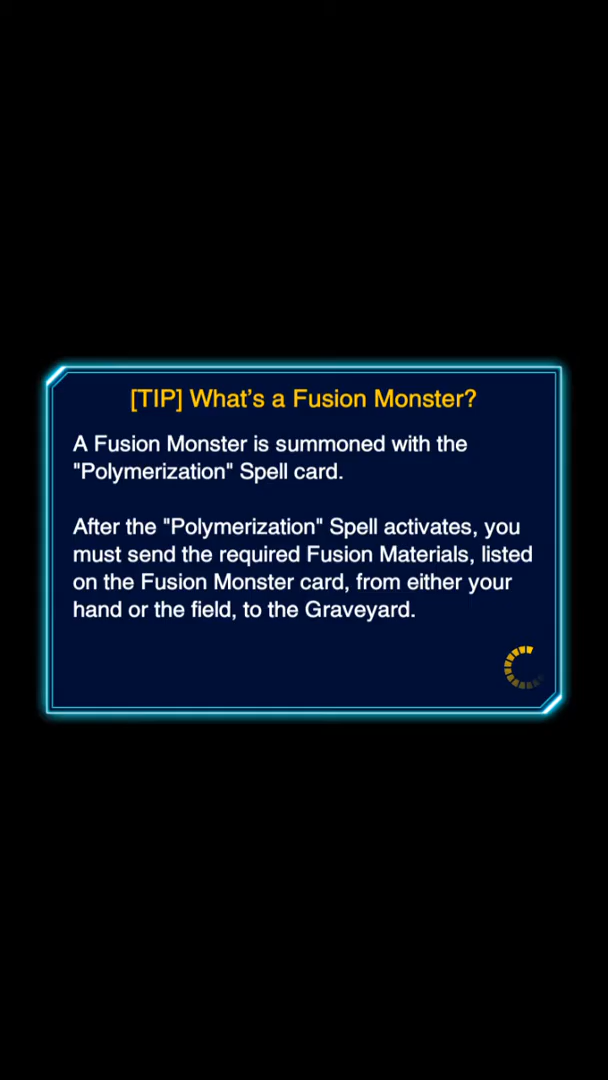 [TIP] What’s a Fusion Monster?
A Fusion Monster is summoned with the
"Polymerization" Spell card.
After the "Polymerization" Spell activates, you
must send the required Fusion Materials, listed
on the Fusion Monster card, from either your
hand or the field, to the Graveyard.